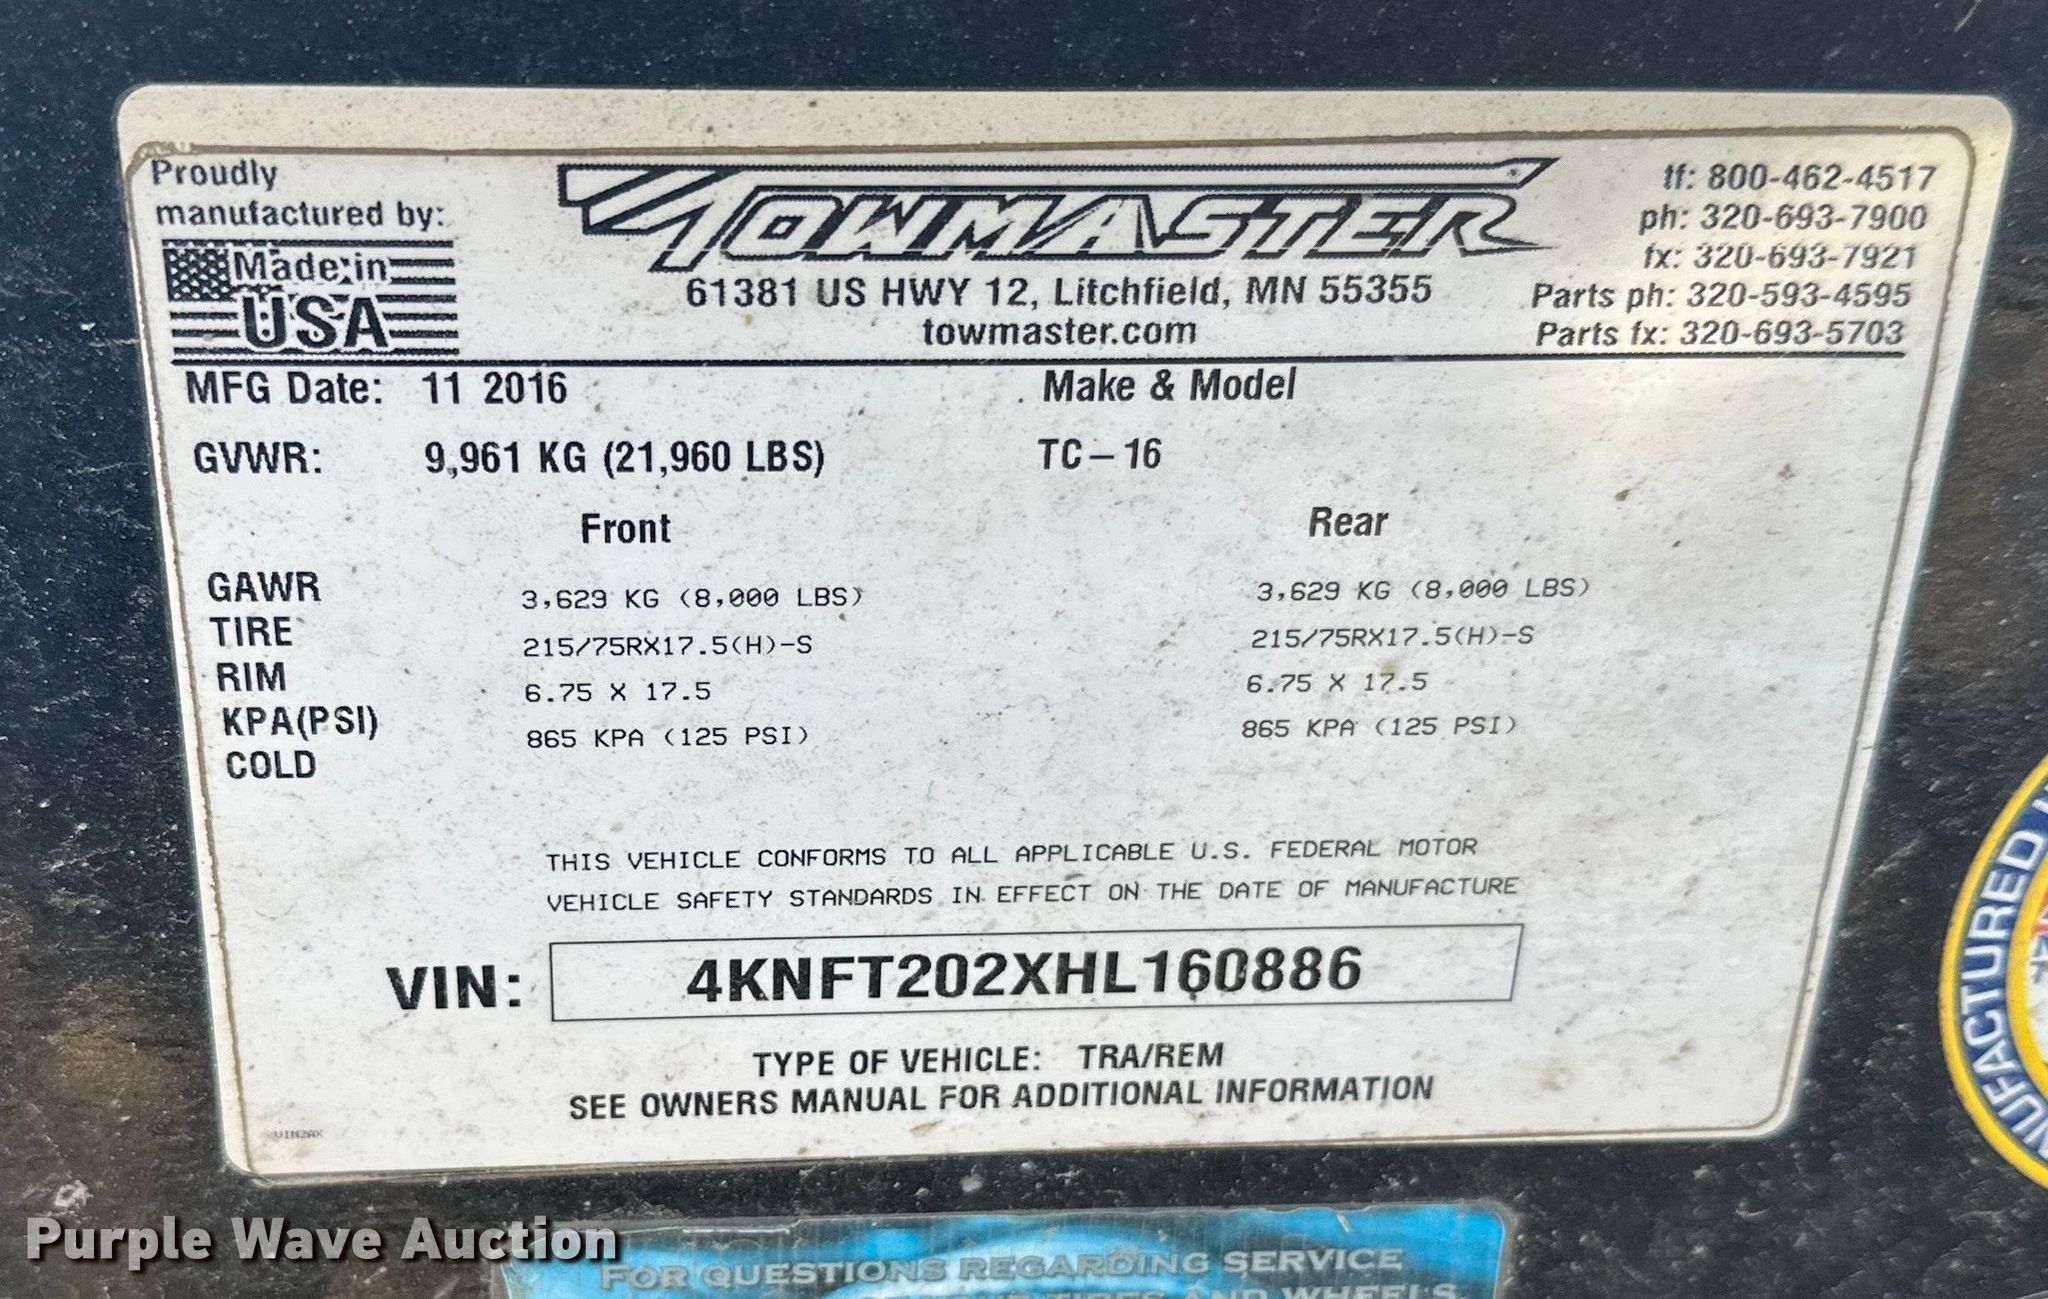 Proudly
manufactured by:
Made in
USA
TOWMASTER
61381 US HWY 12, Litchfield, MN 55355
towmaster.com
tf: 800-462-4517
ph: 320-693-7900
fx: 320-693-7921
Parts ph: 320-593-4595
Parts fx: 320-693-5703
MFG Date: 11 2016
Make & Model
GVWR: 9,961 KG (21,960 LBS)
TC-16
Front Rear
GAWR 3,629 KG (8,000 LBS) 3,629 KG (8,000 LBS)
TIRE 215/75RX17.5(H)-S 215/75RX17.5(H)-S
RIM 6.75 X 17.5 6.75 X 17.5
KPA(PSI) 865 KPA (125 PSI) 865 KPA (125 PSI)
COLD
THIS VEHICLE CONFORMS TO ALL APPLICABLE U.S. FEDERAL MOTOR
VEHICLE SAFETY STANDARDS IN EFFECT ON THE DATE OF MANUFACTURE
VIN: 4KNFT202XHL160886
TYPE OF VEHICLE: TRA/REM
SEE OWNERS MANUAL FOR ADDITIONAL INFORMATION
VIN2AX
Purple Wave Auction
FOR QUESTIONS REGARDING SERVICE
TIRES AND WHEELS